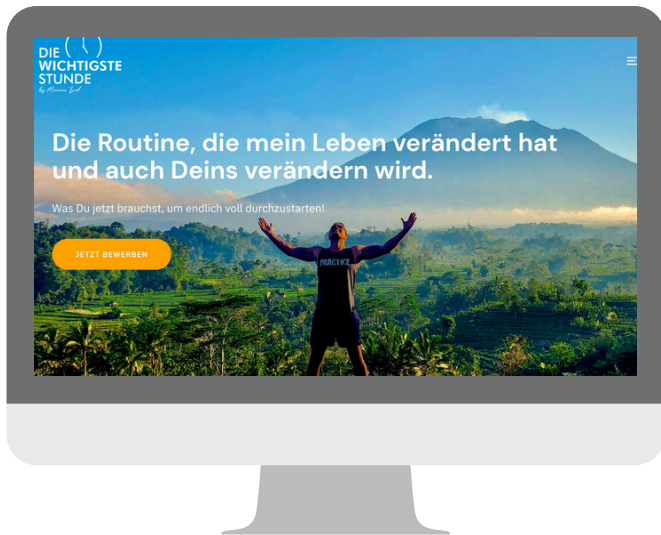 DIE
WICHTIGSTE
STUNDE
Die Routine, die mein Leben verändert hat
und auch Deins verändern wird.
Was Du jetzt brauchst, um endlich voll durchzustarten!
JETZT BEWERBEN
PRACTICE